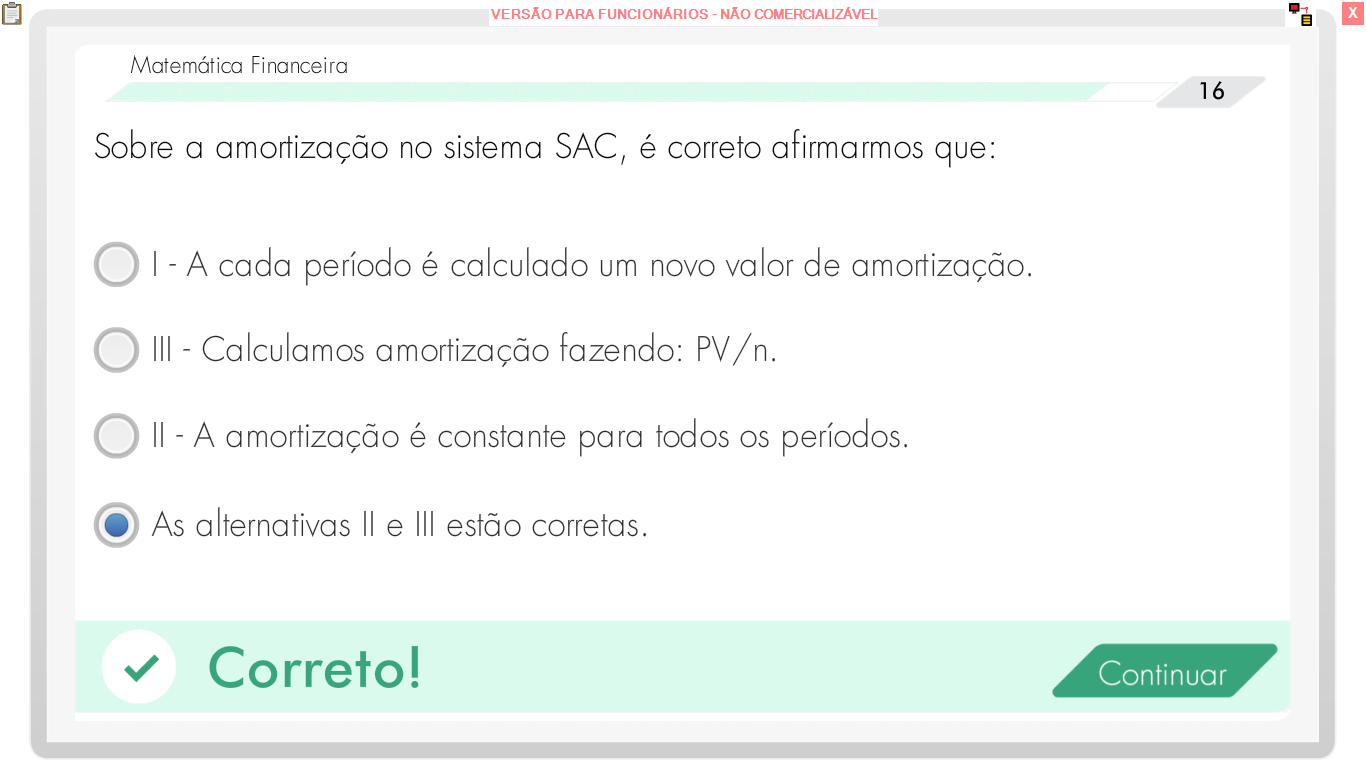 VERSÃO PARA FUNCIONÁRIOS - NÃO COMERCIALIZÁVEL
X
Matemática Financeira
16
Sobre a amortização no sistema SAC, é correto afirmarmos que:
I - A cada período é calculado um novo valor de amortização.
III - Calculamos amortização fazendo: PV/n.
II - A amortização é constante para todos os períodos.
As alternativas II e III estão corretas.
Correto!
Continuar